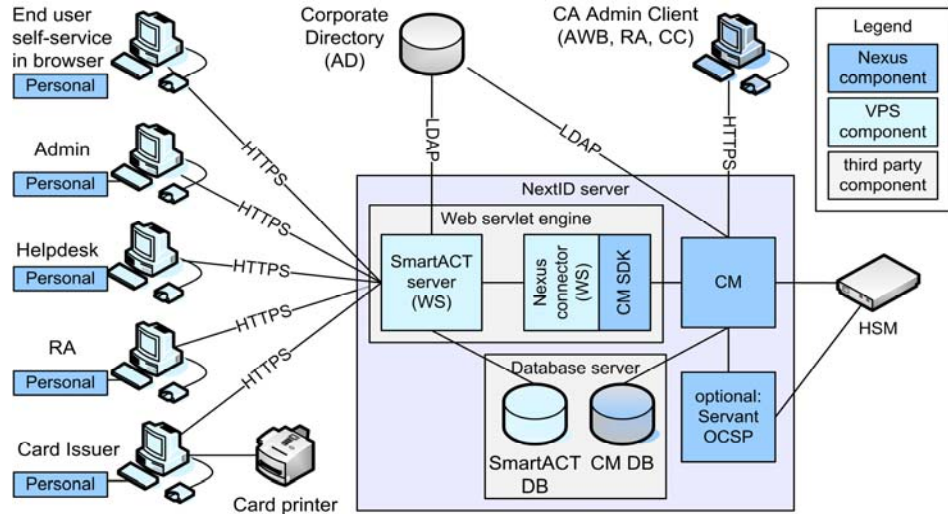 End user
self-service
in browser
Personal
Admin
Personal
Helpdesk
Personal
RA
Personal
Card Issuer
Personal
Card printer
HTTPS
HTTPS
HTTPS
HTTPS
HTTPS
Corporate
Directory
(AD)
LDAP
LDAP
CA Admin Client
(AWB, RA, CC)
HTTPS
Legend
Nexus
component
VPS
component
third party
component
NextID server
Web servlet engine
SmartACT
server
(WS)
Nexus
connector
(WS)
CM SDK
CM
HSM
Database server
SmartACT
DB
CM DB
optional:
Servant
OCSP